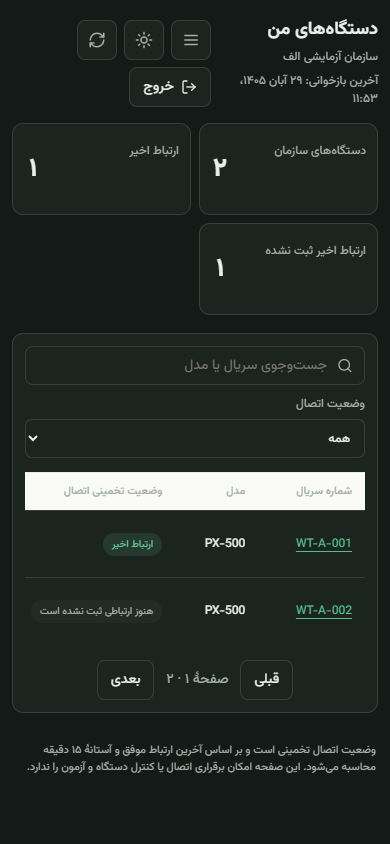 دستگاه‌های من
سازمان آزمایشی الف
آخرین بازخوانی: ۲۹ آبان ۱۴۰۵،
۱۱:۵۳
خروج
دستگاه‌های سازمان
۲
ارتباط اخیر
۱
ارتباط اخیر ثبت نشده
۱
جست‌وجوی سریال یا مدل
وضعیت اتصال
همه
شماره سریال مدل وضعیت تخمینی اتصال
WT-A-001 PX-500 ارتباط اخیر
WT-A-002 PX-500 هنوز ارتباطی ثبت نشده است
قبلی صفحهٔ ۱ · ۲ بعدی
وضعیت اتصال تخمینی است و بر اساس آخرین ارتباط موفق و آستانهٔ ۱۵ دقیقه
محاسبه می‌شود. این صفحه امکان برقراری اتصال یا کنترل دستگاه و آزمون را ندارد.